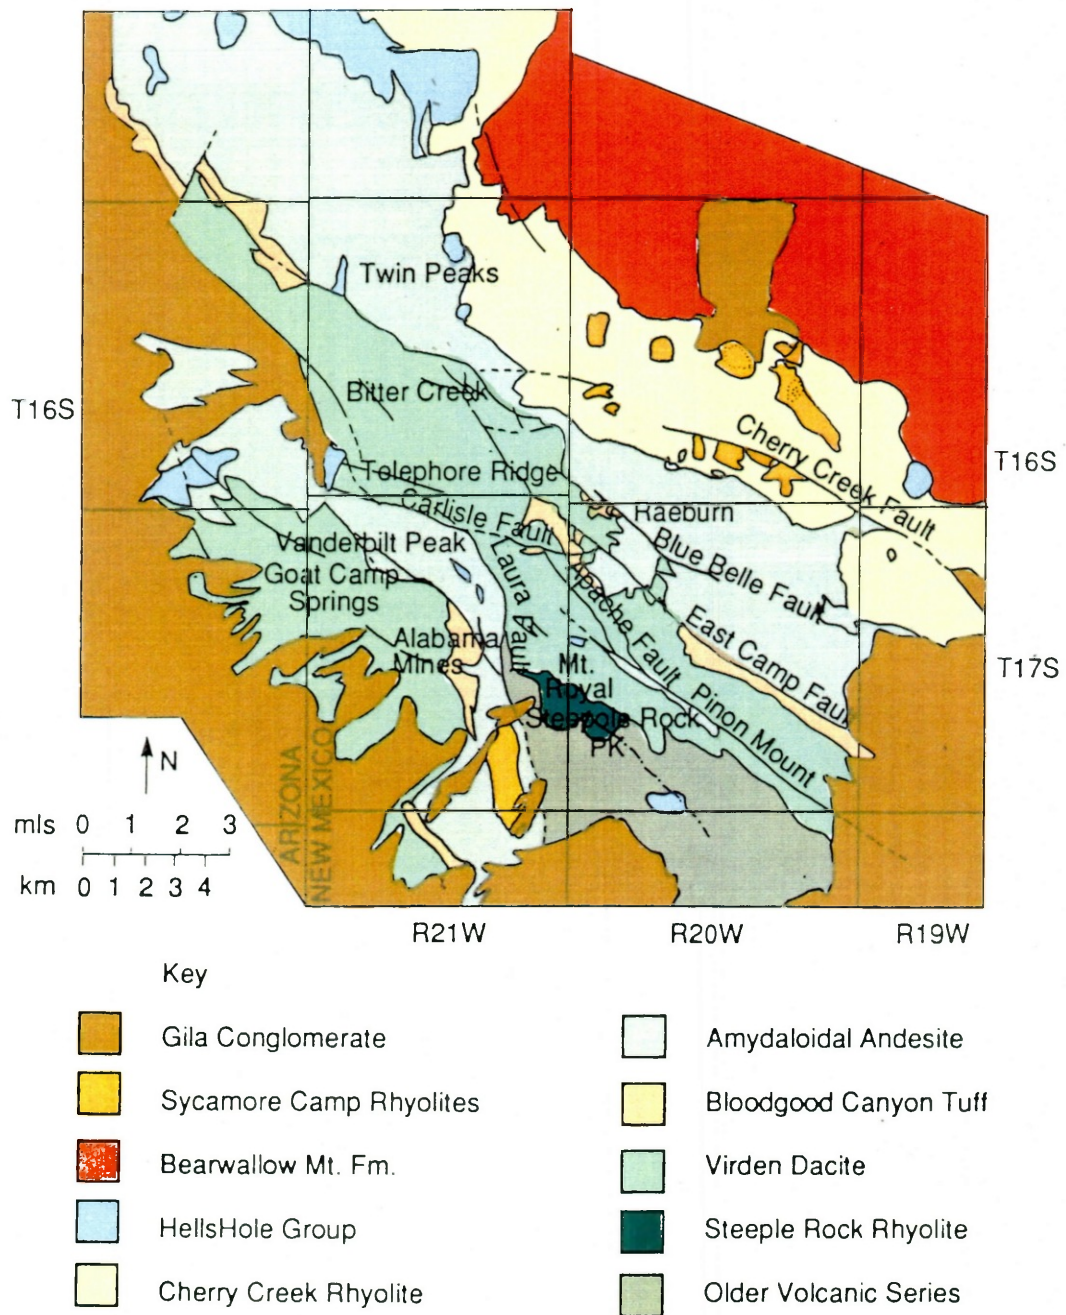 Twin Peaks
Bitter Creek
T16S
Cherry Creek Fault
T16S
Telephore Ridge
Carlisle Fault
Raeburn
Vanderbilt Peak
Blue Belle Fault
Goat Camp
Springs
Laura Fault
Apache Fault
East Camp Fault
Alabama
Mines
Mt.
Royal
T17S
Pinon Mount
Steepole Rock
PK
N
ARIZONA
NEW MEXICO
mls 0 1 2 3
km 0 1 2 3 4
R21W R20W R19W
Key
Gila Conglomerate
Sycamore Camp Rhyolites
Bearwallow Mt. Fm.
HellsHole Group
Cherry Creek Rhyolite
Amydaloidal Andesite
Bloodgood Canyon Tuff
Virden Dacite
Steeple Rock Rhyolite
Older Volcanic Series